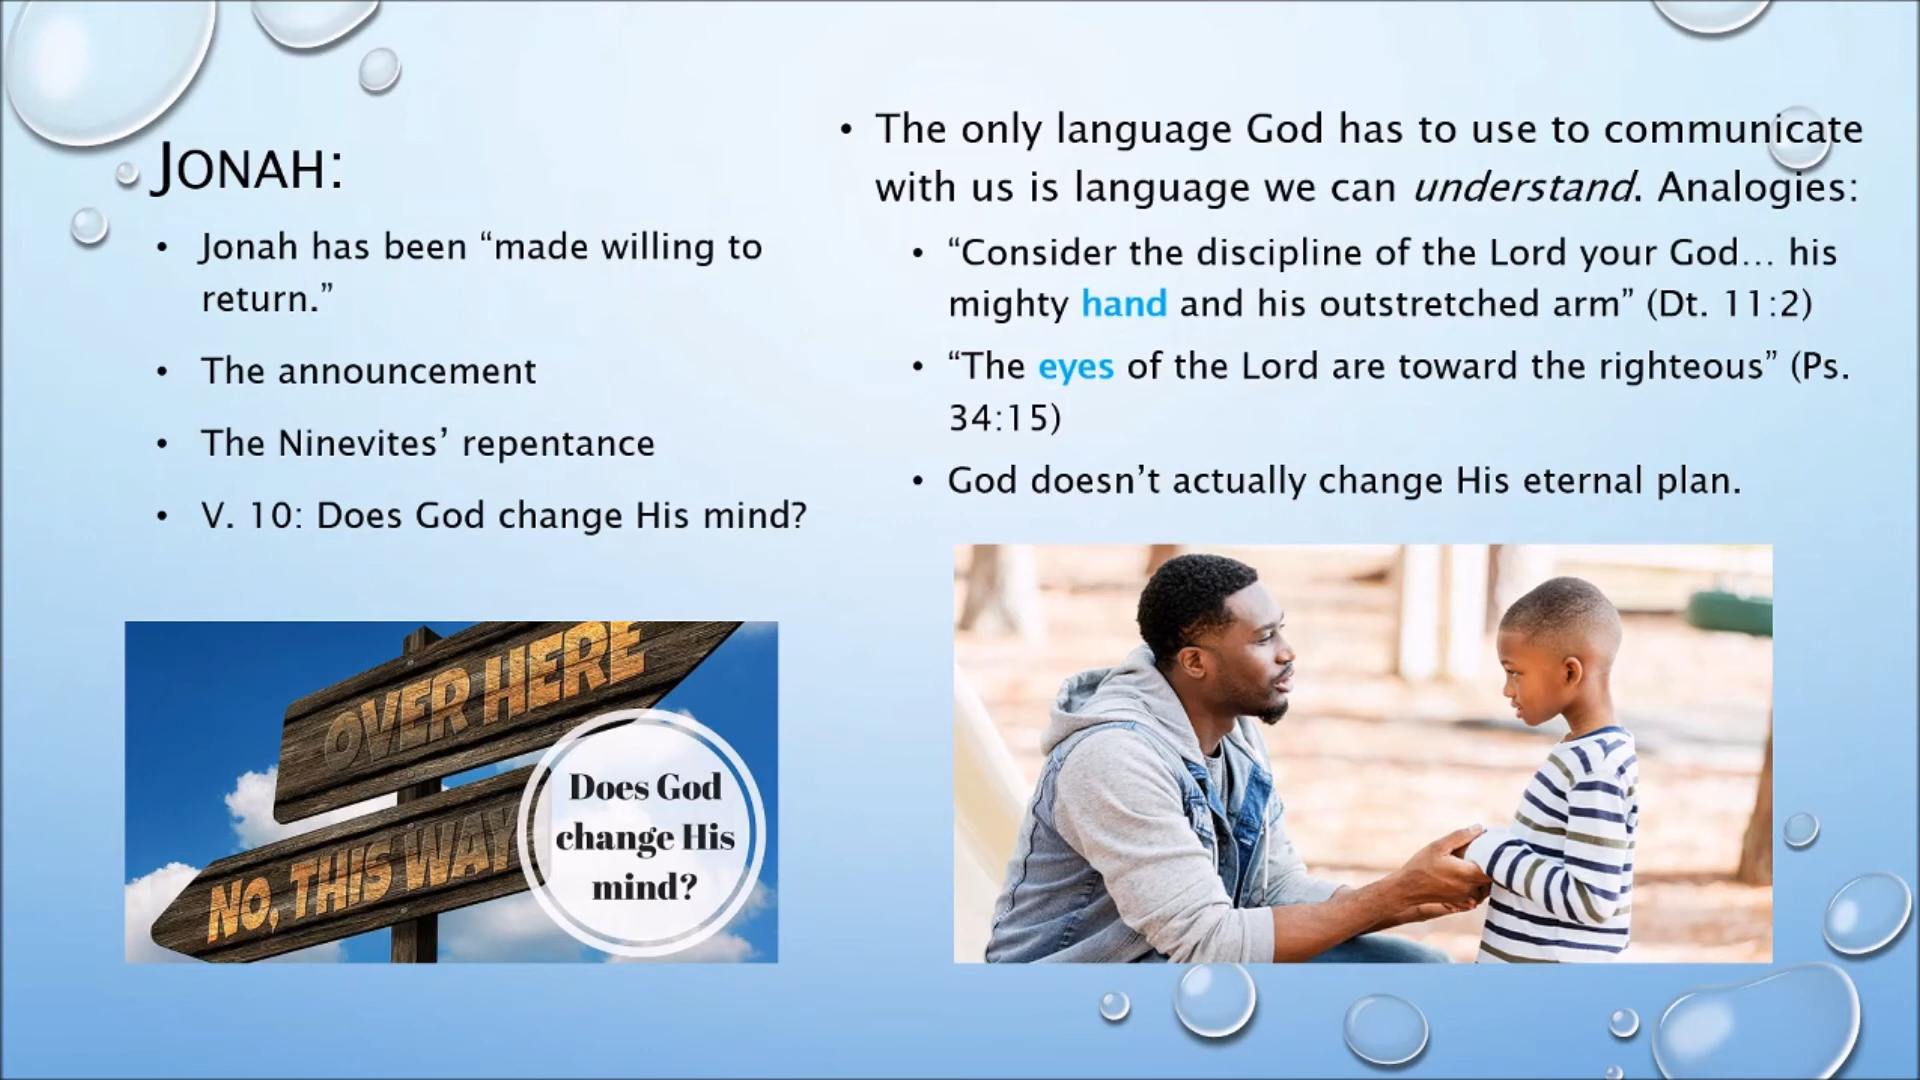 JONAH:
• Jonah has been “made willing to
return.”
• The announcement
• The Ninevites’ repentance
• V. 10: Does God change His mind?
OVER HERE
NO, THIS WAY
Does God
change His
mind?
• The only language God has to use to communicate
with us is language we can understand. Analogies:
• “Consider the discipline of the Lord your God… his
mighty hand and his outstretched arm” (Dt. 11:2)
• “The eyes of the Lord are toward the righteous” (Ps.
34:15)
• God doesn’t actually change His eternal plan.